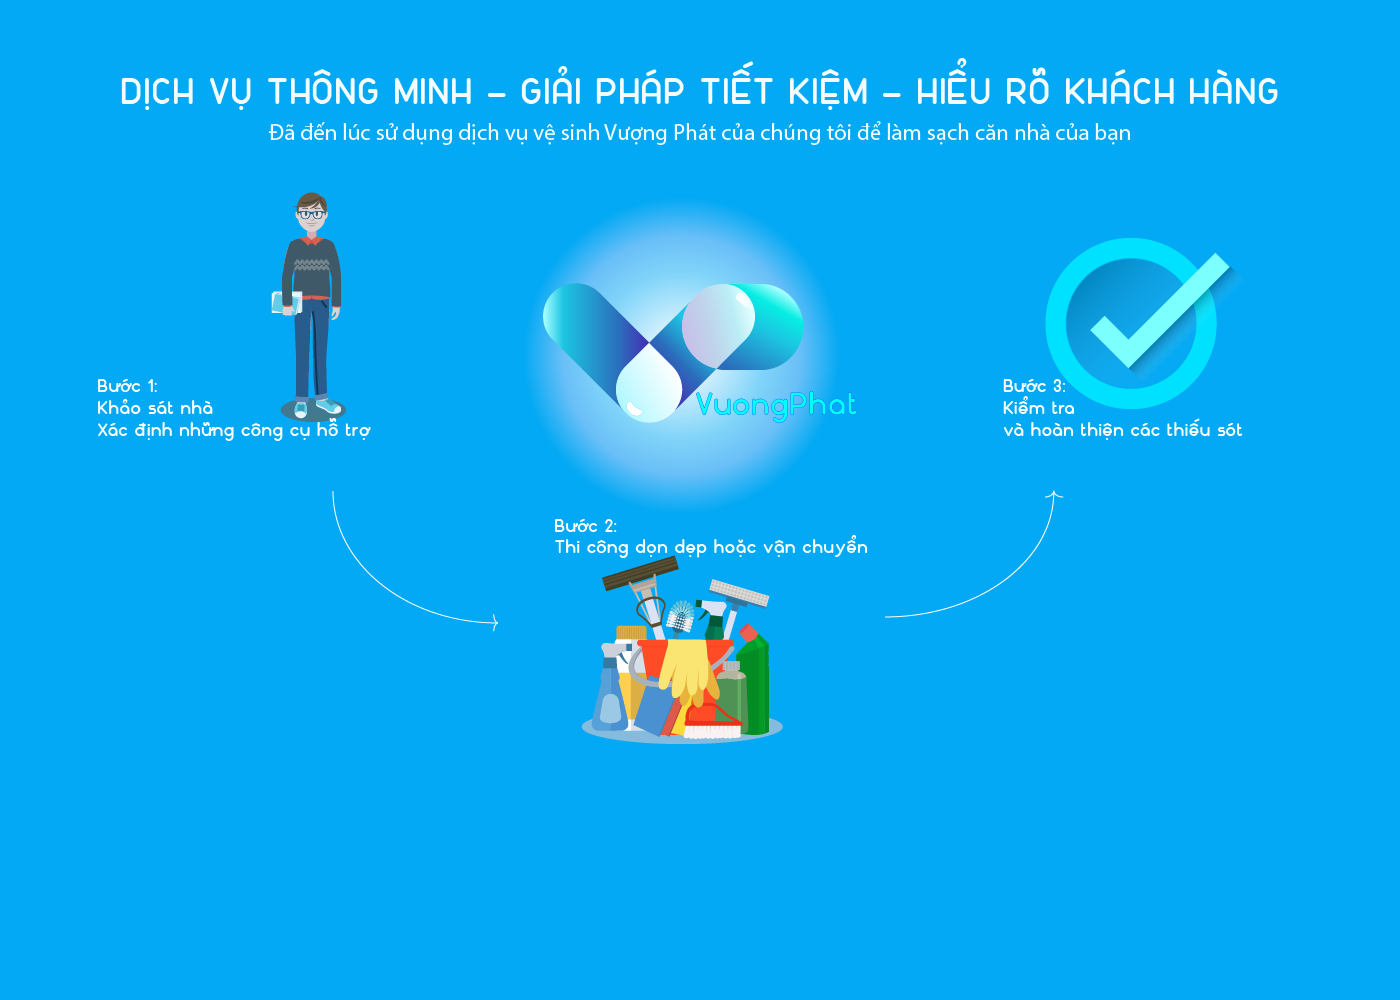 DỊCH VỤ THÔNG MINH – GIẢI PHÁP TIẾT KIỆM – HIỂU RÕ KHÁCH HÀNG
Đã đến lúc sử dụng dịch vụ vệ sinh Vượng Phát của chúng tôi để làm sạch căn nhà của bạn
Bước 1:
Khảo sát nhà
Xác định những công cụ hỗ trợ
VuongPhat
Bước 2:
Thi công dọn dẹp hoặc vận chuyển
Bước 3:
Kiểm tra
và hoàn thiện các thiếu sót